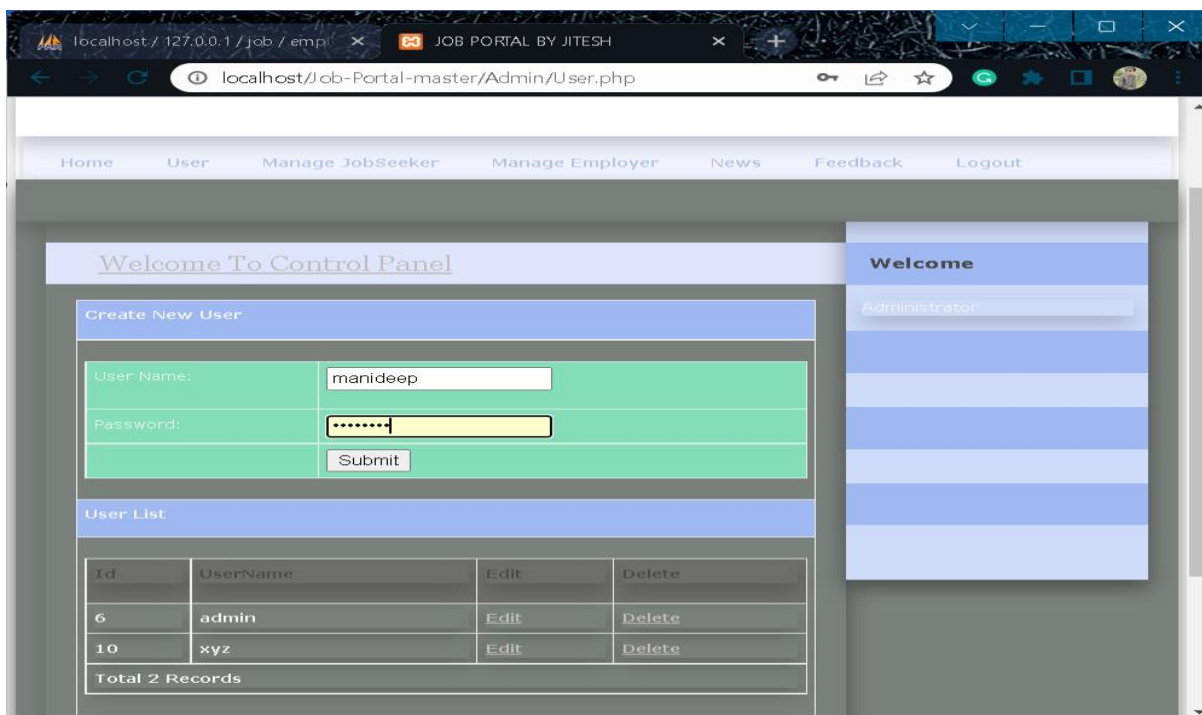 localhost / 127.0.0.1 / job / empl
JOB PORTAL BY JITESH
localhost/Job-Portal-master/Admin/User.php
Home User Manage JobSeeker Manage Employer News Feedback Logout
Welcome To Control Panel
Welcome
Administrator
Create New User
User Name: manideep
Password: ••••••••
Submit
User List
Id UserName Edit Delete
6 admin Edit Delete
10 xyz Edit Delete
Total 2 Records